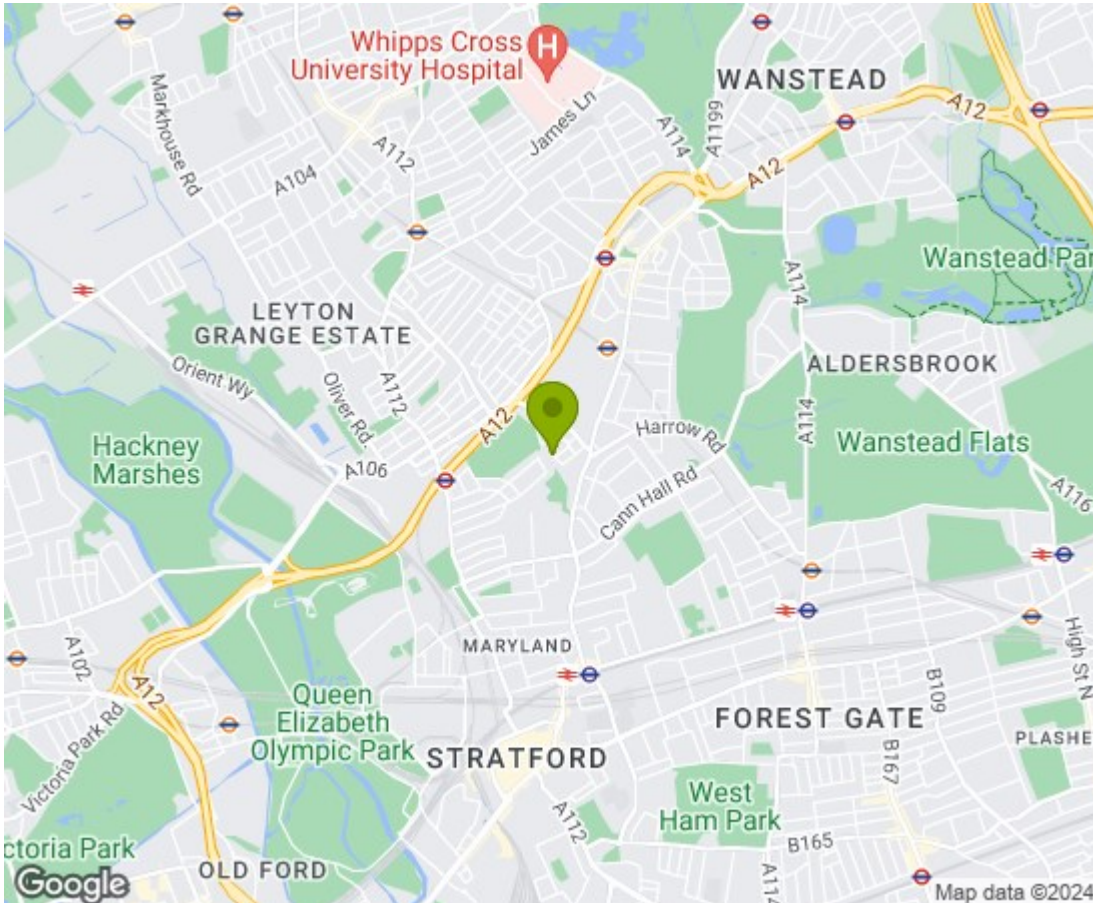 Whipps Cross
University Hospital
H
WANSTEAD
Markhouse Rd
James Ln
A114
A1199
A12
A112
A12
A104
Wanstead Par
A114
LEYTON
GRANGE ESTATE
ALDERSBROOK
Orient Wy
Oliver Rd.
A112
A12
Harrow Rd
A114
Wanstead Flats
Hackney
Marshes
A106
Cann Hall Rd
A116
MARYLAND
A102
A12
Queen
Elizabeth
Olympic Park
High St N
B109
FOREST GATE
PLASHE
Victoria Park Rd
STRATFORD
B167
West
Ham Park
A112
B165
ctoria Park
OLD FORD
A114
Google
Map data ©2024